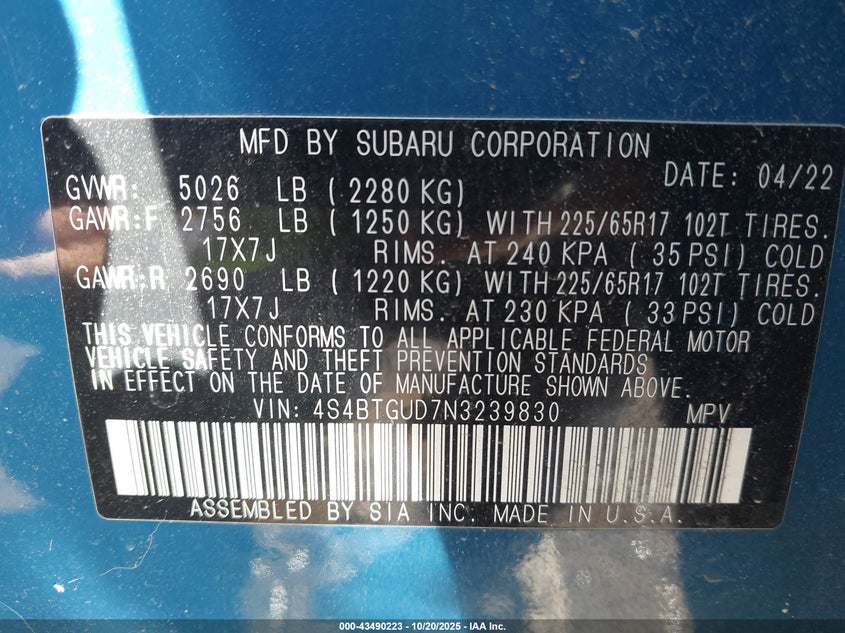 MFD BY SUBARU CORPORATION
DATE: 04/22
GVWR: 5026 LB ( 2280 KG)
GAWR:F 2756 LB ( 1250 KG) WITH 225/65R17 102T TIRES.
17X7J RIMS. AT 240 KPA ( 35 PSI) COLD
GAWR:R 2690 LB ( 1220 KG) WITH 225/65R17 102T TIRES.
17X7J RIMS. AT 230 KPA ( 33 PSI) COLD
THIS VEHICLE CONFORMS TO ALL APPLICABLE FEDERAL MOTOR
VEHICLE SAFETY AND THEFT PREVENTION STANDARDS
IN EFFECT ON THE DATE OF MANUFACTURE SHOWN ABOVE.
VIN: 4S4BTGUD7N3239830 MPV
ASSEMBLED BY SIA INC. MADE IN U.S.A.
000-43490223 - 10/20/2025 - IAA Inc.